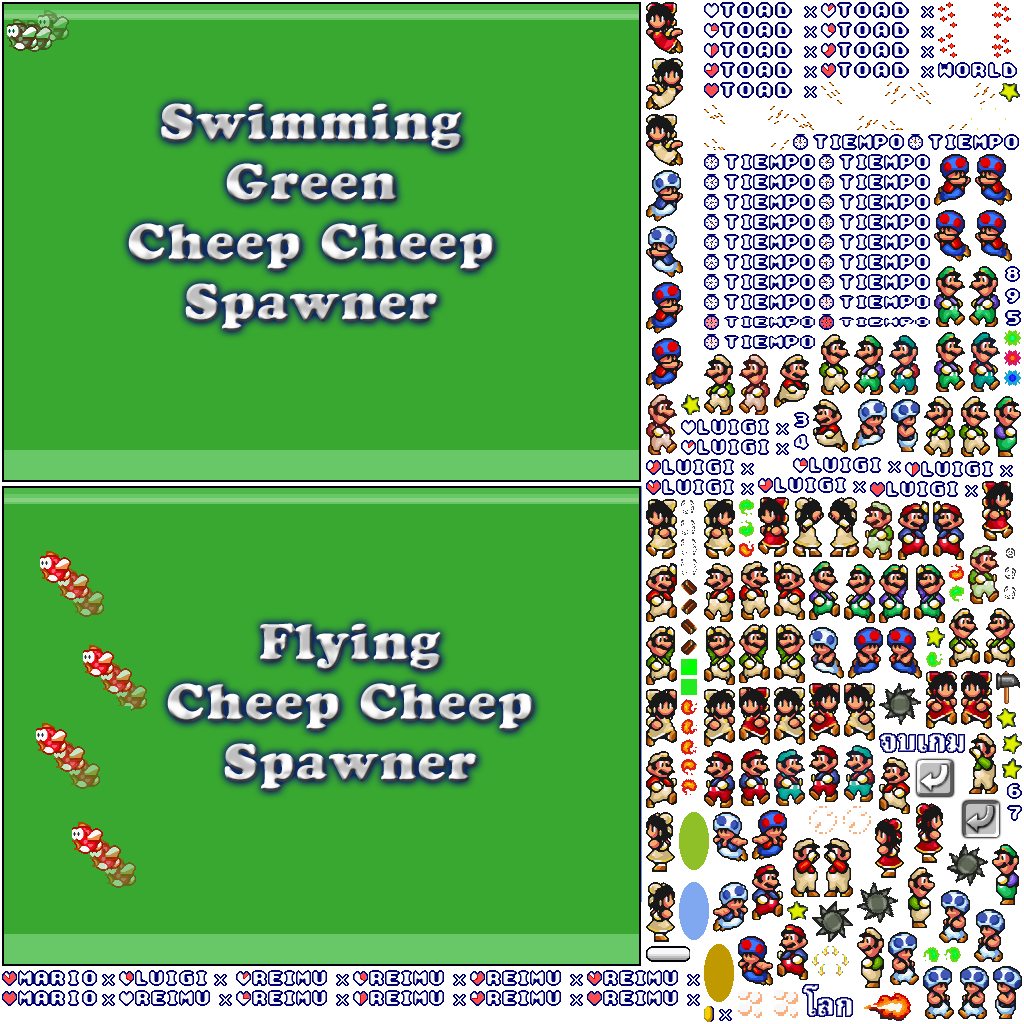 Swimming
Green
Cheep Cheep
Spawner
TOAD x TOAD x
TOAD x TOAD x
TOAD x TOAD x
TOAD x TOAD x WORLD
TOAD x
TIEMPO TIEMPO
TIEMPO TIEMPO
TIEMPO TIEMPO
TIEMPO TIEMPO
TIEMPO TIEMPO
TIEMPO TIEMPO
TIEMPO TIEMPO
TIEMPO TIEMPO
TIEMPO TIEMPO
TIEMPO TIEMPO
TIEMPO
8
9
5
LUIGI x 3
LUIGI x 4
LUIGI x LUIGI x LUIGI x
LUIGI x LUIGI x LUIGI x
Flying
Cheep Cheep
Spawner
จบเกม
6
7
MARIO x LUIGI x REIMU x REIMU x REIMU x REIMU x
MARIO x REIMU x REIMU x REIMU x REIMU x REIMU x
x โลก